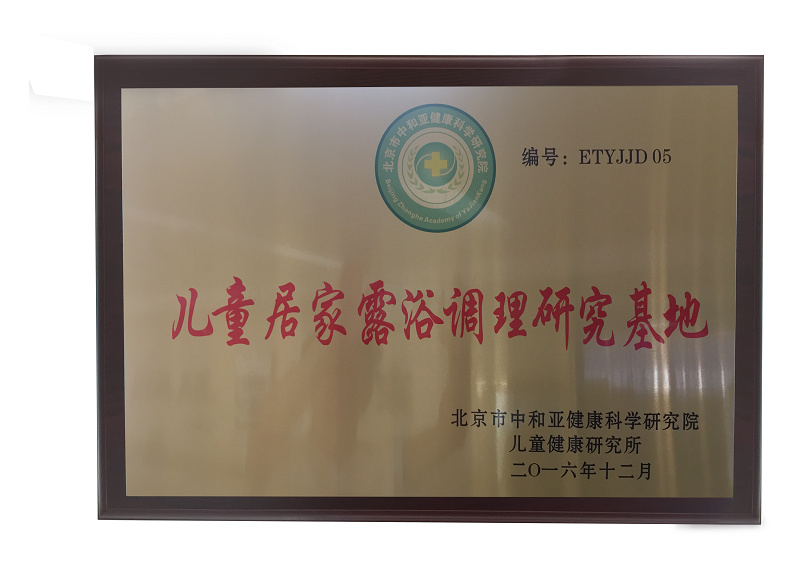 北京市中和亚健康科学研究院
Beijing Zhonghe Academy of YaJianKang
编号：ETYJJD 05
儿童居家露浴调理研究基地
北京市中和亚健康科学研究院
儿童健康研究所
二〇一六年十二月